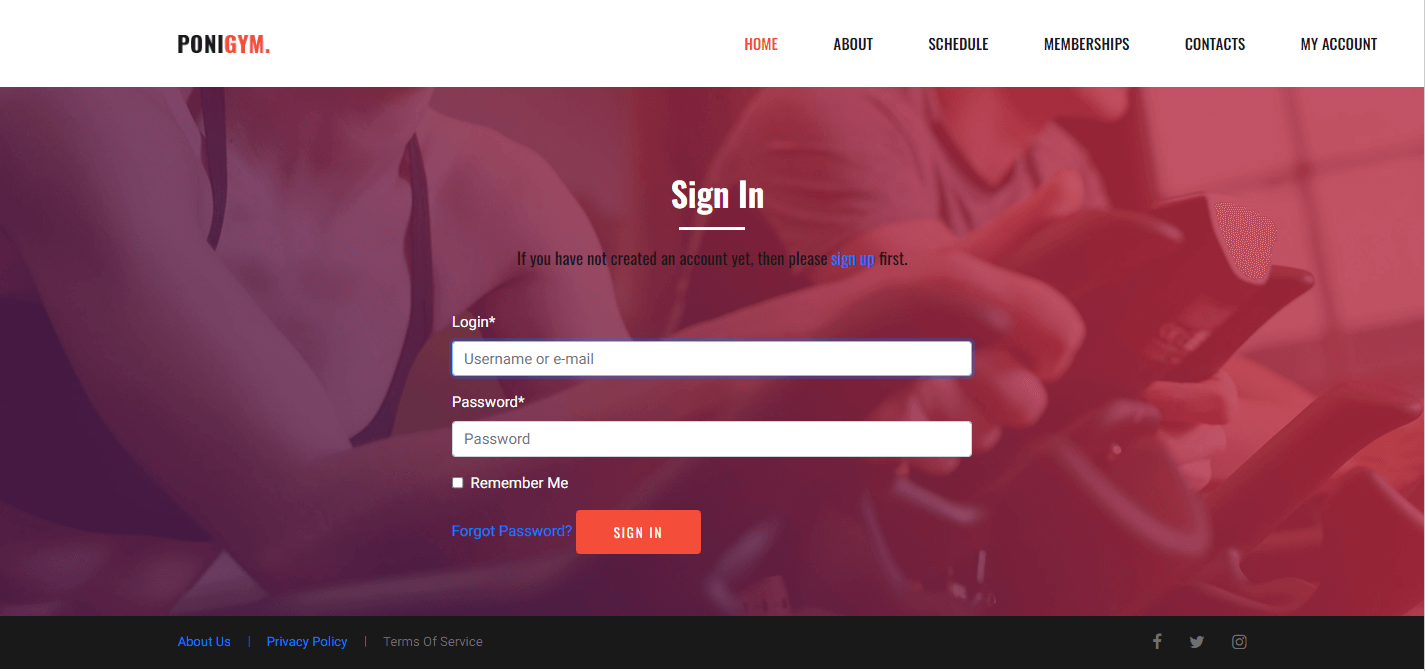 PONIGYM.
HOME ABOUT SCHEDULE MEMBERSHIPS CONTACTS MY ACCOUNT
Sign In
If you have not created an account yet, then please sign up first.
Login*
Username or e-mail
Password*
Password
Remember Me
Forgot Password? SIGN IN
About Us | Privacy Policy | Terms Of Service